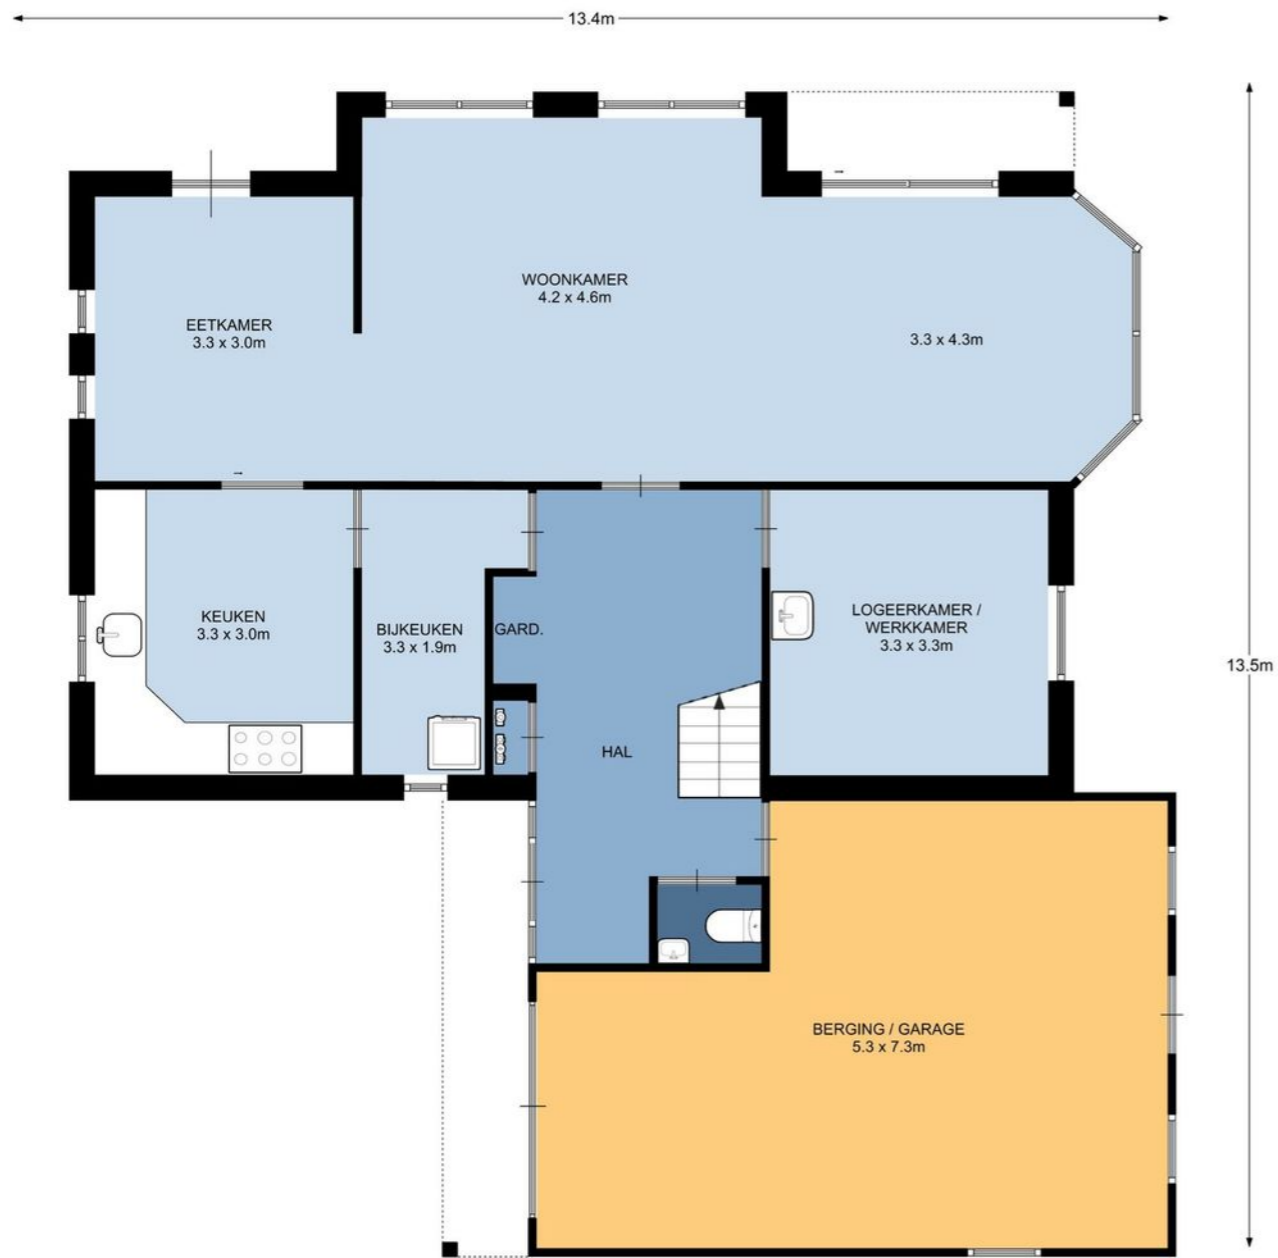 13.4m
WOONKAMER
4.2 x 4.6m
EETKAMER
3.3 x 3.0m
3.3 x 4.3m
KEUKEN
3.3 x 3.0m
BIJKEUKEN
3.3 x 1.9m
GARD.
LOGEERKAMER /
WERKKAMER
3.3 x 3.3m
13.5m
HAL
BERGING / GARAGE
5.3 x 7.3m